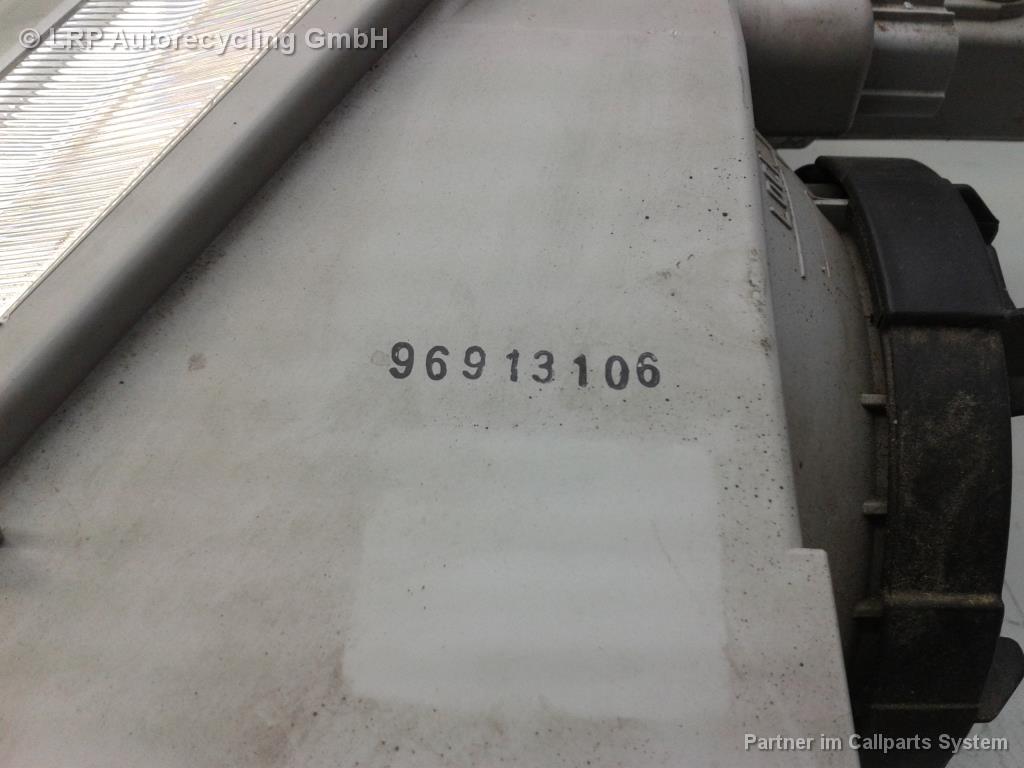 © LRP Autorecycling GmbH
96913106
Partner im Callparts System